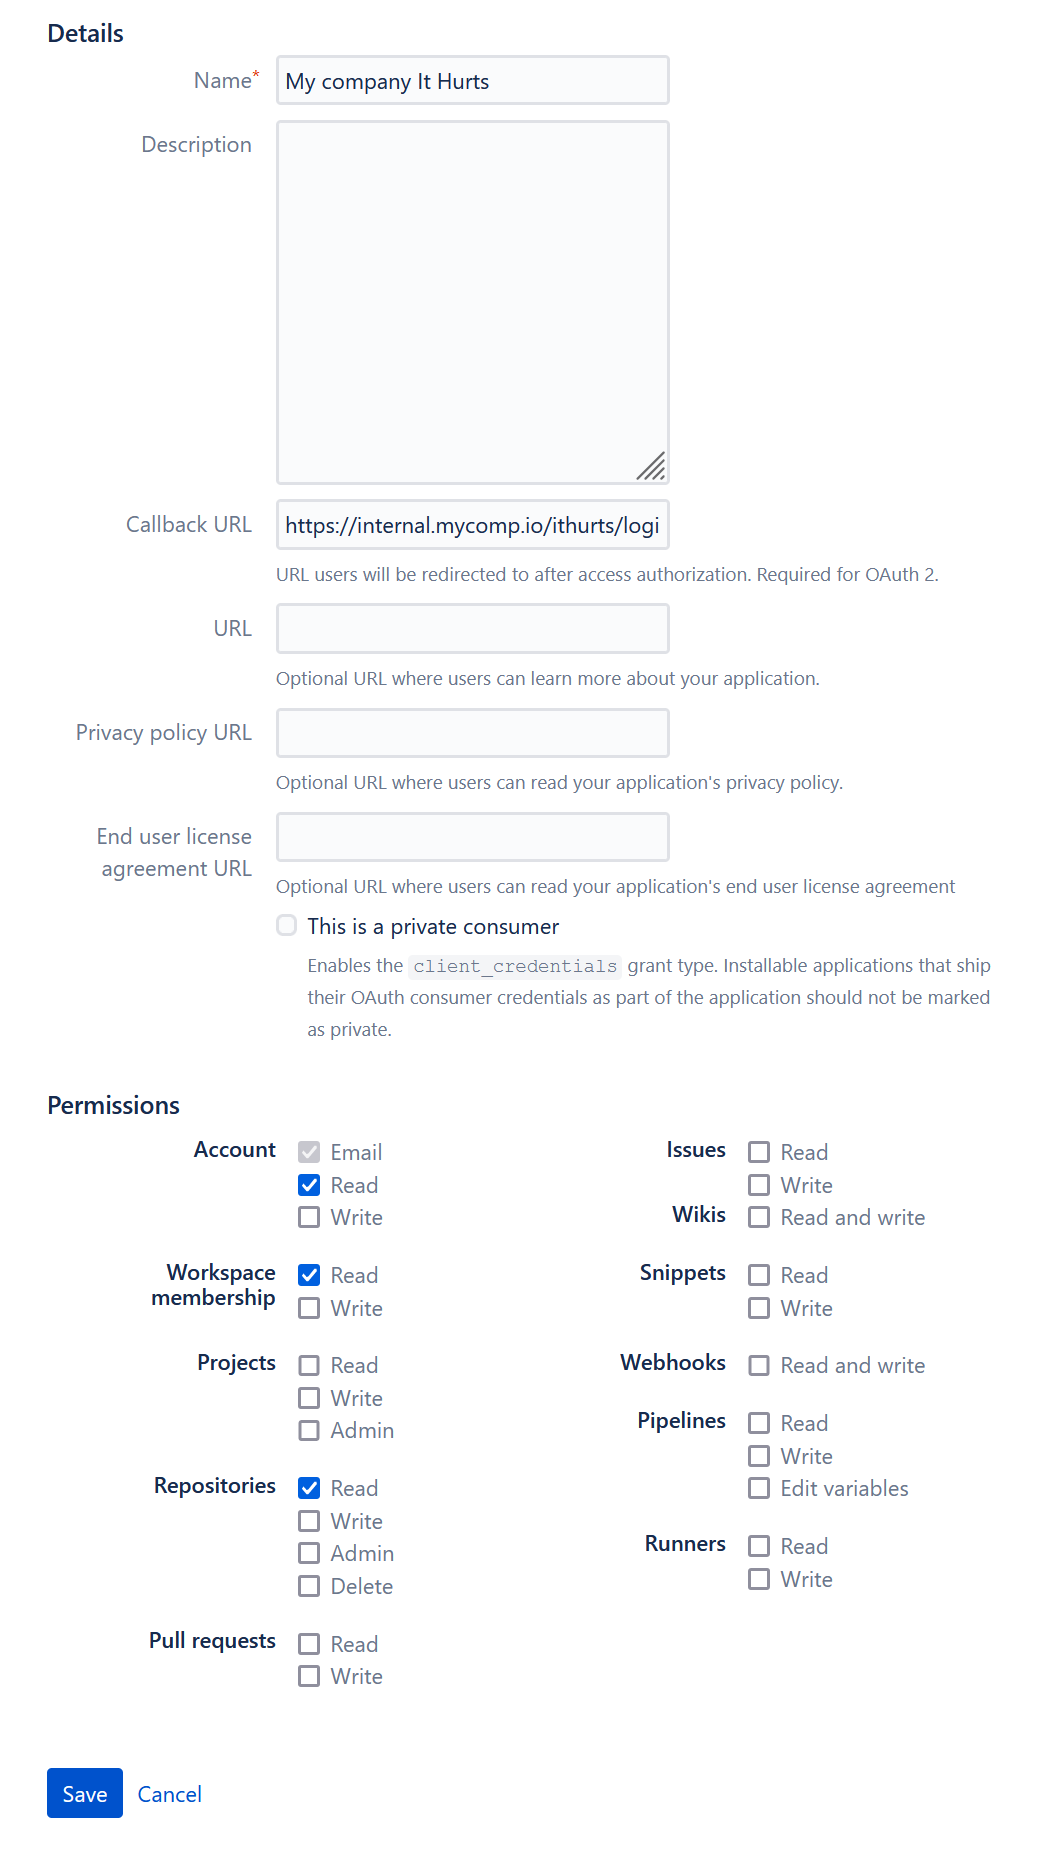 Details
Name*
My company It Hurts
Description
Callback URL
https://internal.mycomp.io/ithurts/logi
URL users will be redirected to after access authorization. Required for OAuth 2.
URL
Optional URL where users can learn more about your application.
Privacy policy URL
Optional URL where users can read your application's privacy policy.
End user license
agreement URL
Optional URL where users can read your application's end user license agreement
This is a private consumer
Enables the client_credentials grant type. Installable applications that ship
their OAuth consumer credentials as part of the application should not be marked
as private.
Permissions
Account
Email
Read
Write
Workspace
membership
Read
Write
Projects
Read
Write
Admin
Repositories
Read
Write
Admin
Delete
Pull requests
Read
Write
Issues
Read
Write
Wikis
Read and write
Snippets
Read
Write
Webhooks
Read and write
Pipelines
Read
Write
Edit variables
Runners
Read
Write
Save
Cancel